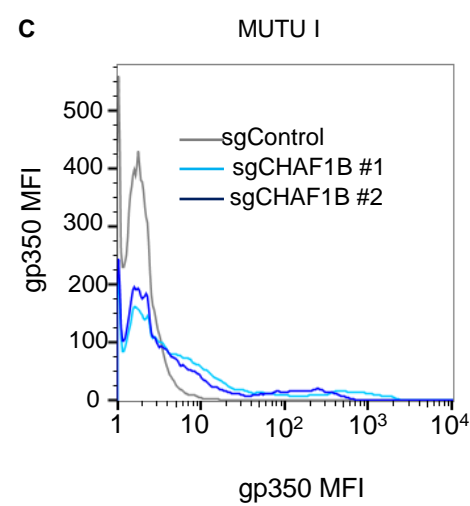 C
MUTU I
gp350 MFI
500
400
300
200
100
0
sgControl
sgCHAF1B #1
sgCHAF1B #2
1 10 10² 10³ 10⁴
gp350 MFI